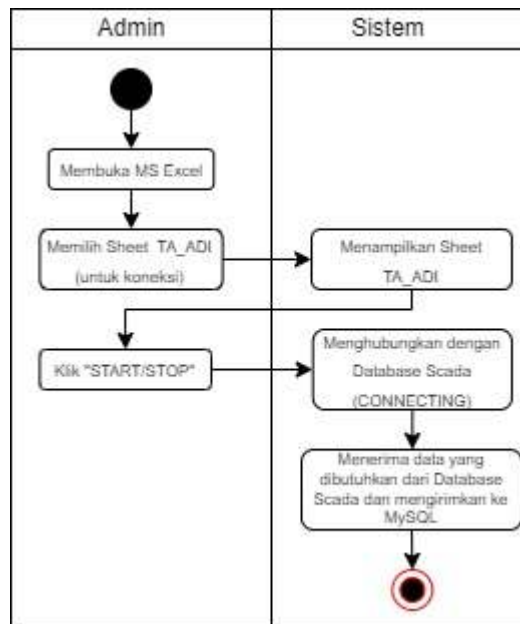 Admin
Sistem
Membuka MS Excel
Memilih Sheet TA_ADI
(untuk koneksi)
Menampilkan Sheet
TA_ADI
Klik "START/STOP"
Menghubungkan dengan
Database Scada
(CONNECTING)
Menerima data yang
dibutuhkan dari Database
Scada dan mengirimkan ke
MySQL